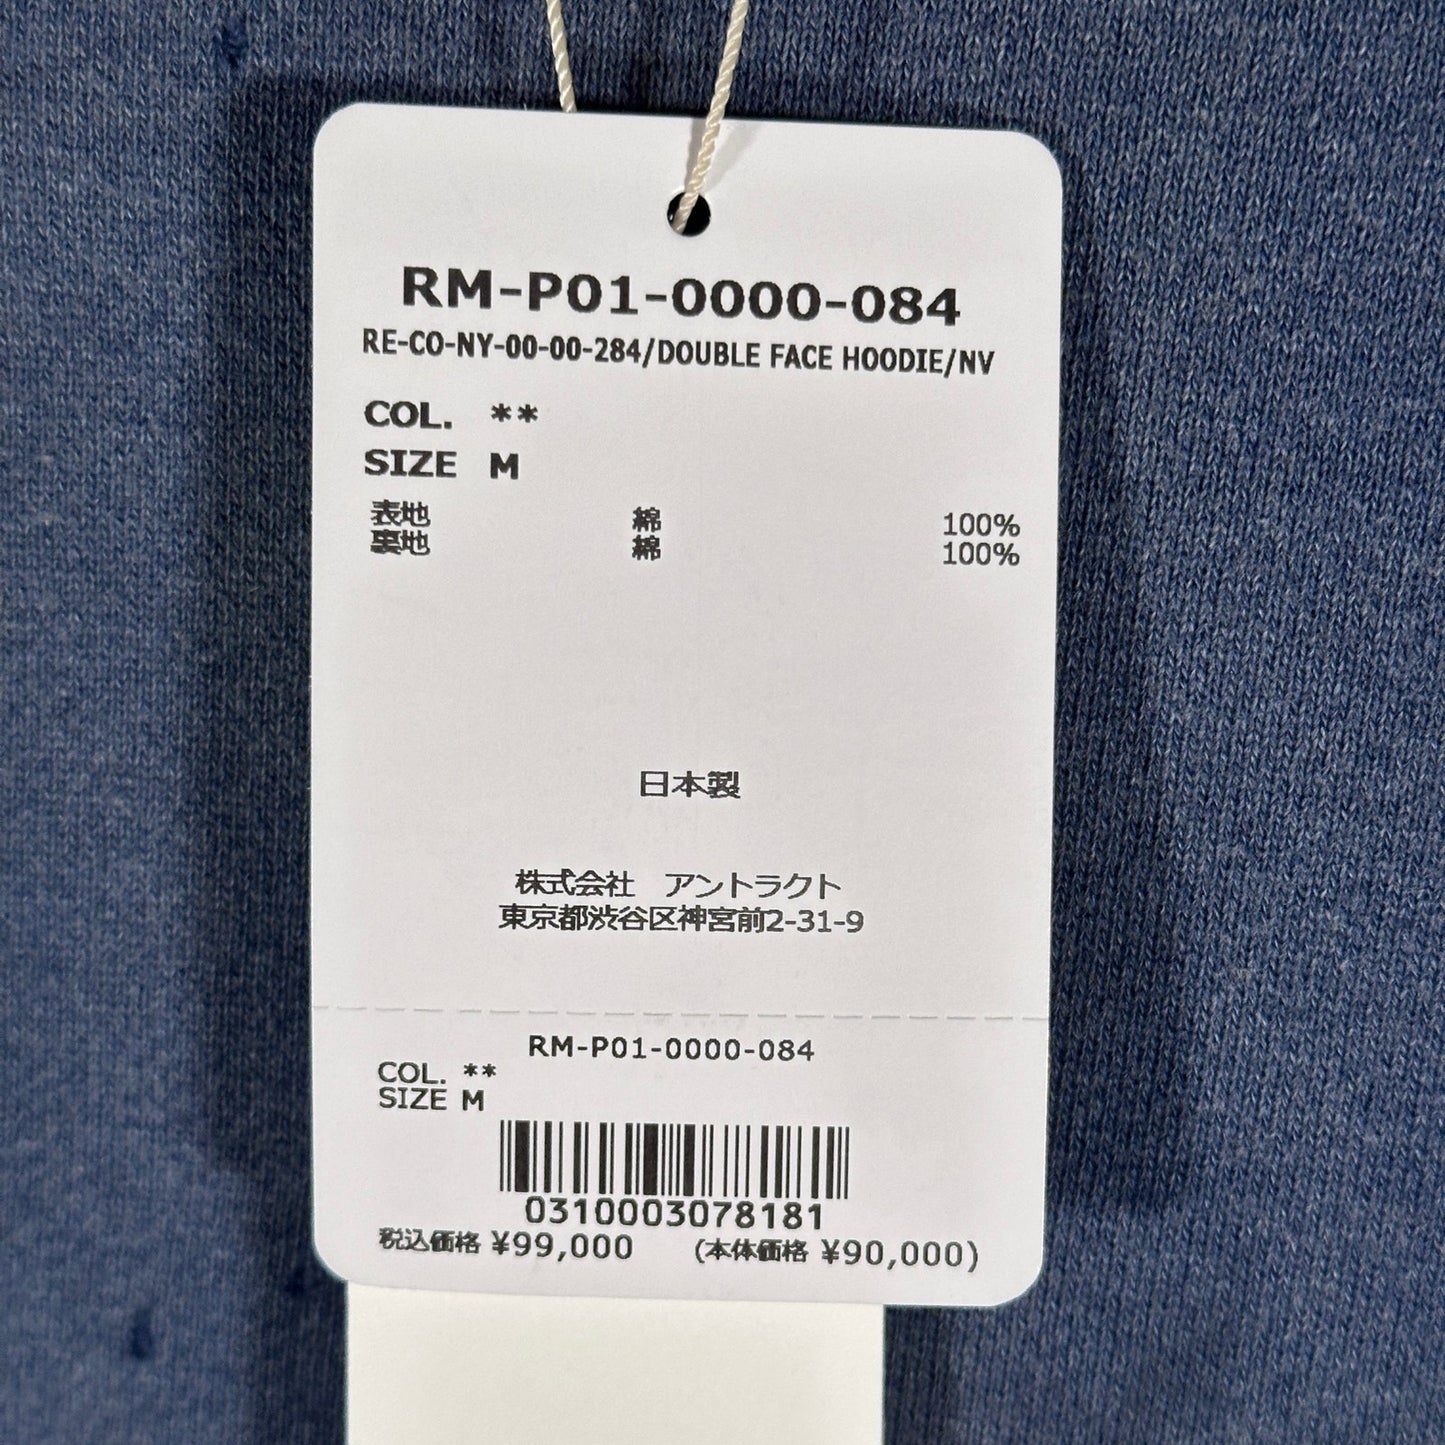 RM-P01-0000-084
RE-CO-NY-00-00-284/DOUBLE FACE HOODIE/NV
COL. **
SIZE M
表地 綿 100%
裏地 綿 100%
日本製
株式会社 アントラクト
東京都渋谷区神宮前2-31-9
RM-P01-0000-084
COL. **
SIZE M
0310003078181
税込価格 ¥99,000 (本体価格 ¥90,000)